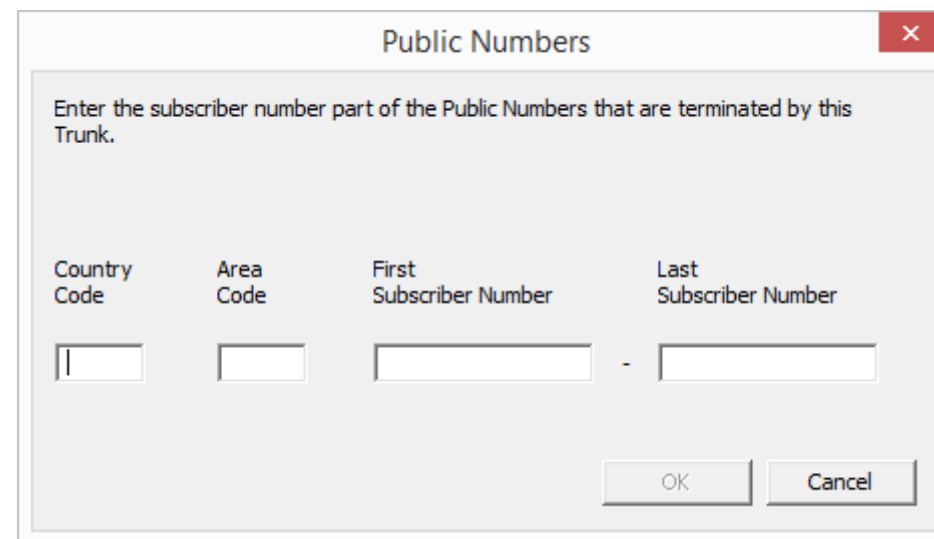 Public Numbers
Enter the subscriber number part of the Public Numbers that are terminated by this
Trunk.
Country
Code
Area
Code
First
Subscriber Number
Last
Subscriber Number
-
OK
Cancel